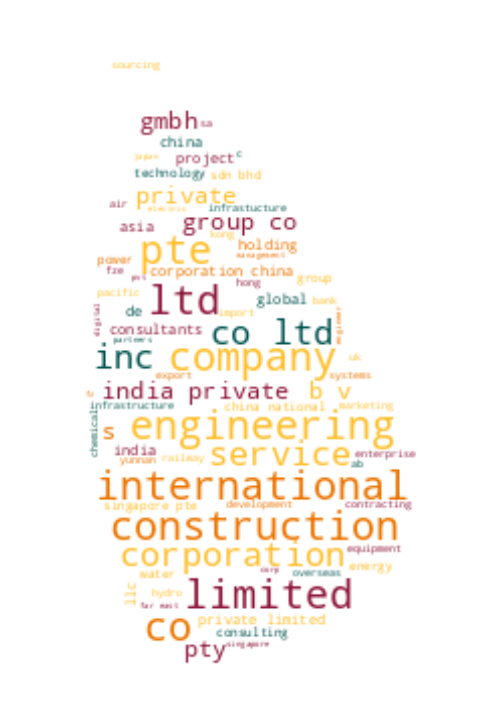 sourcing
gmbh sa
china
japan project c
technology sdn bhd
private
air electric infrastucture
asia group co
kong
pte holding
management
power
fze corporation china
pvt hong group
pacific ltd global bank
digital de import
consultants co ltd engineer
partners
inc company uk
export systems
india private b v
infrastructure china national marketing
chemical s engineering
india service enterprise
yunnan railway ab
international
singapore pte development contracting
construction
corporation equipment
water corp overseas energy
llc hydro limited
far east
co private limited
consulting
pty singapore